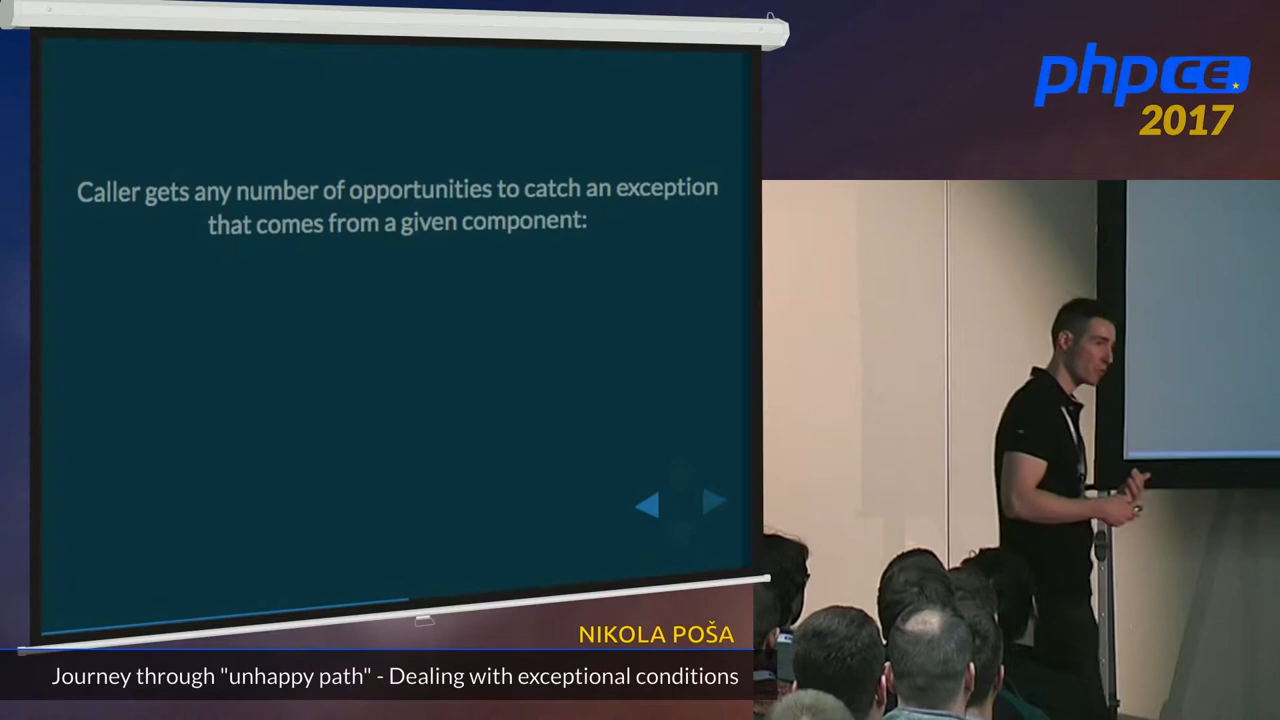 Caller gets any number of opportunities to catch an exception
that comes from a given component:
phpCE
2017
NIKOLA POŠA
Journey through "unhappy path" - Dealing with exceptional conditions